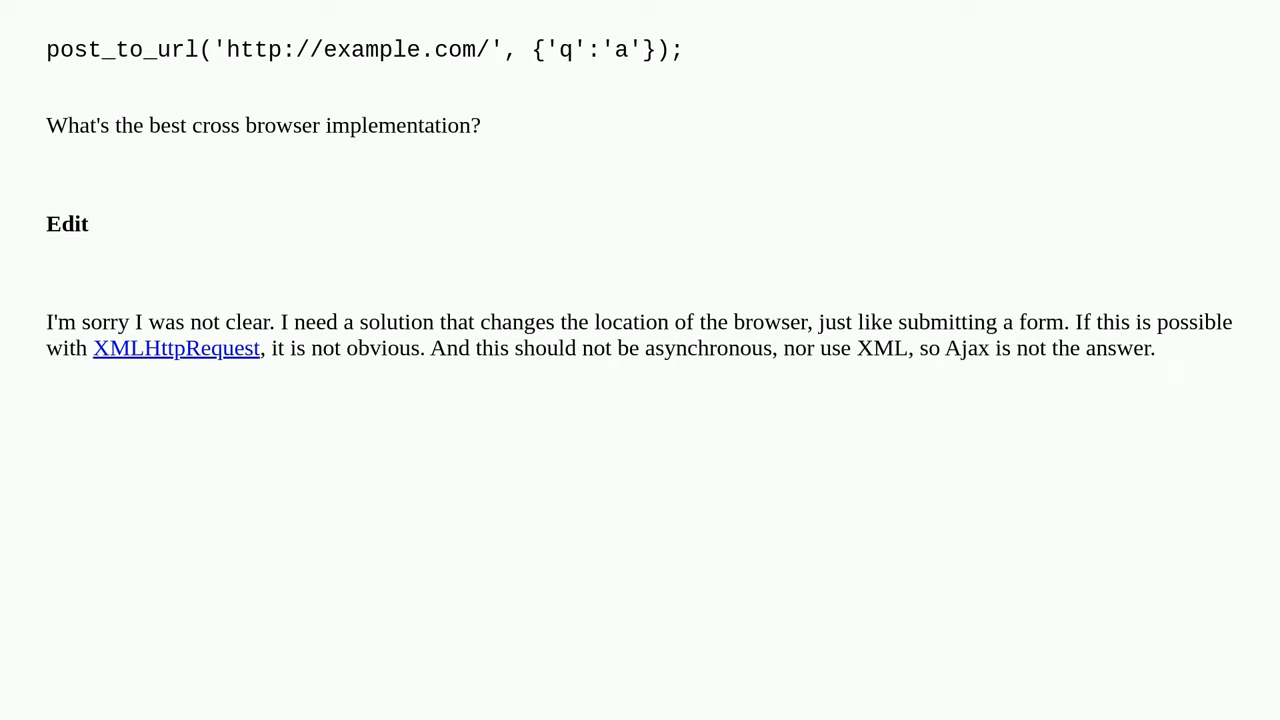 post_to_url('http://example.com/', {'q':'a'});
What's the best cross browser implementation?
Edit
I'm sorry I was not clear. I need a solution that changes the location of the browser, just like submitting a form. If this is possible
with XMLHttpRequest, it is not obvious. And this should not be asynchronous, nor use XML, so Ajax is not the answer.